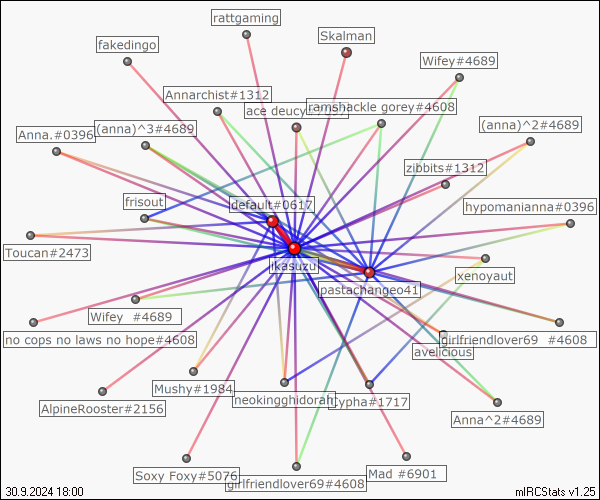 rattgaming
Skalman
fakedingo
Wifey#4689
Annarchist#1312
ace deucy
ramshackle gorey#4608
Anna.#0396
(anna)^3#4689
(anna)^2#4689
zibbits#1312
frisout
default#0617
hypomanianna#0396
Toucan#2473
ikasuzu
xenoyaut
pastachangeo41
Wifey #4689
no cops no laws no hope#4608
girlfriendlover69 #4608
avelicious
Mushy#1984
neokingghidorah
Cypha#1717
AlpineRooster#2156
Anna^2#4689
Soxy Foxy#5076
girlfriendlover69#4608
Mad #6901
30.9.2024 18:00
mIRCStats v1.25